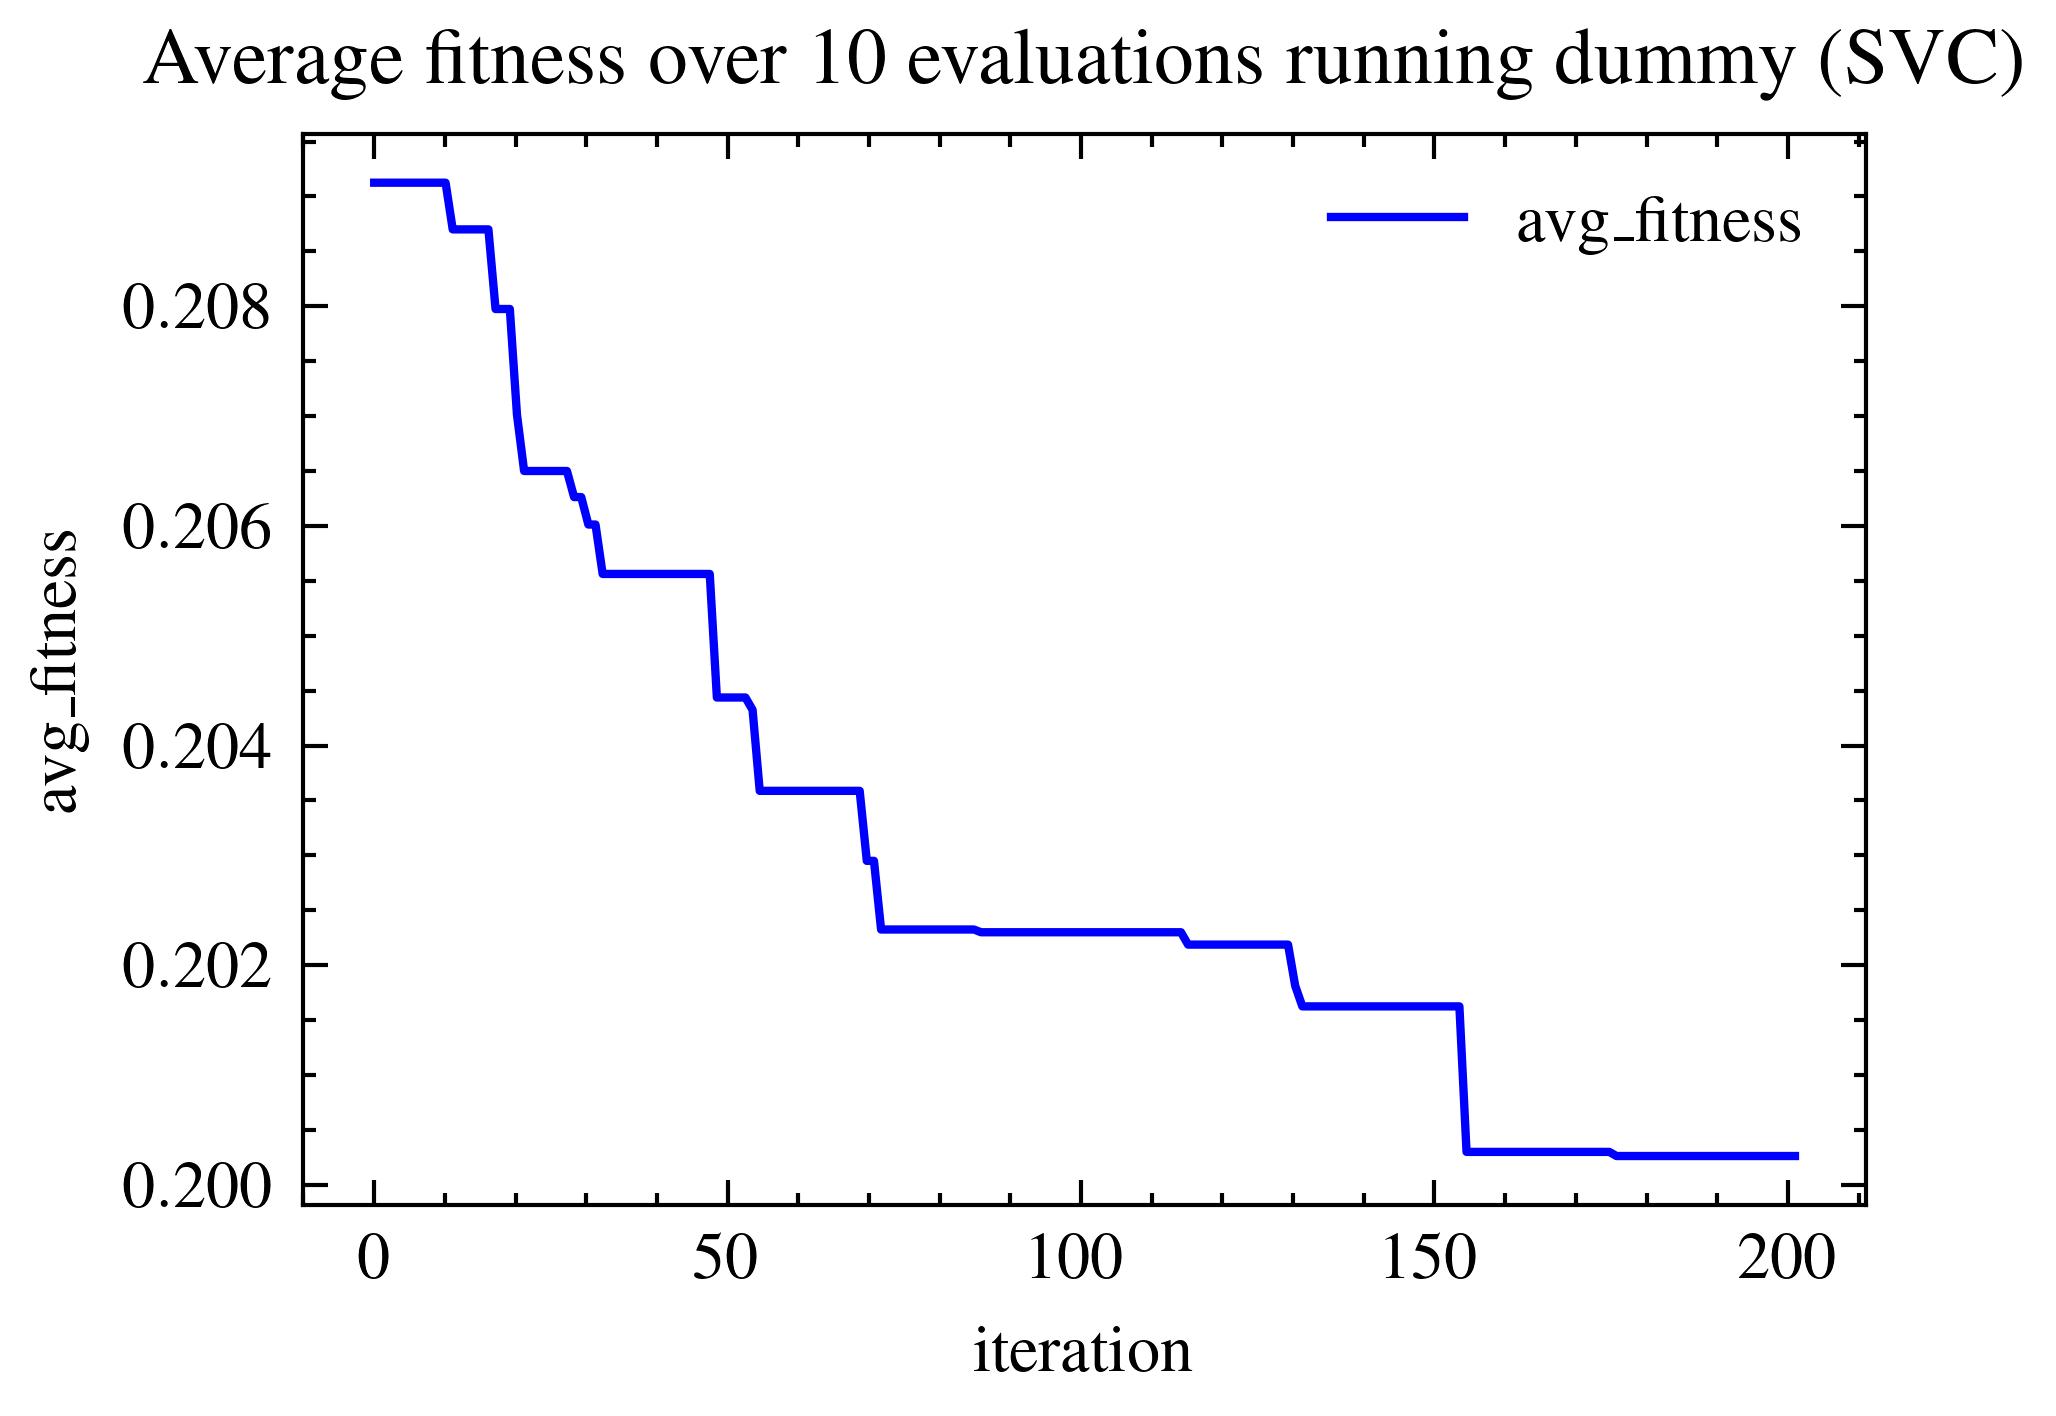 Average fitness over 10 evaluations running dummy (SVC)
avg_fitness
0.208
0.206
0.204
0.202
0.200
avg_fitness
0 50 100 150 200
iteration